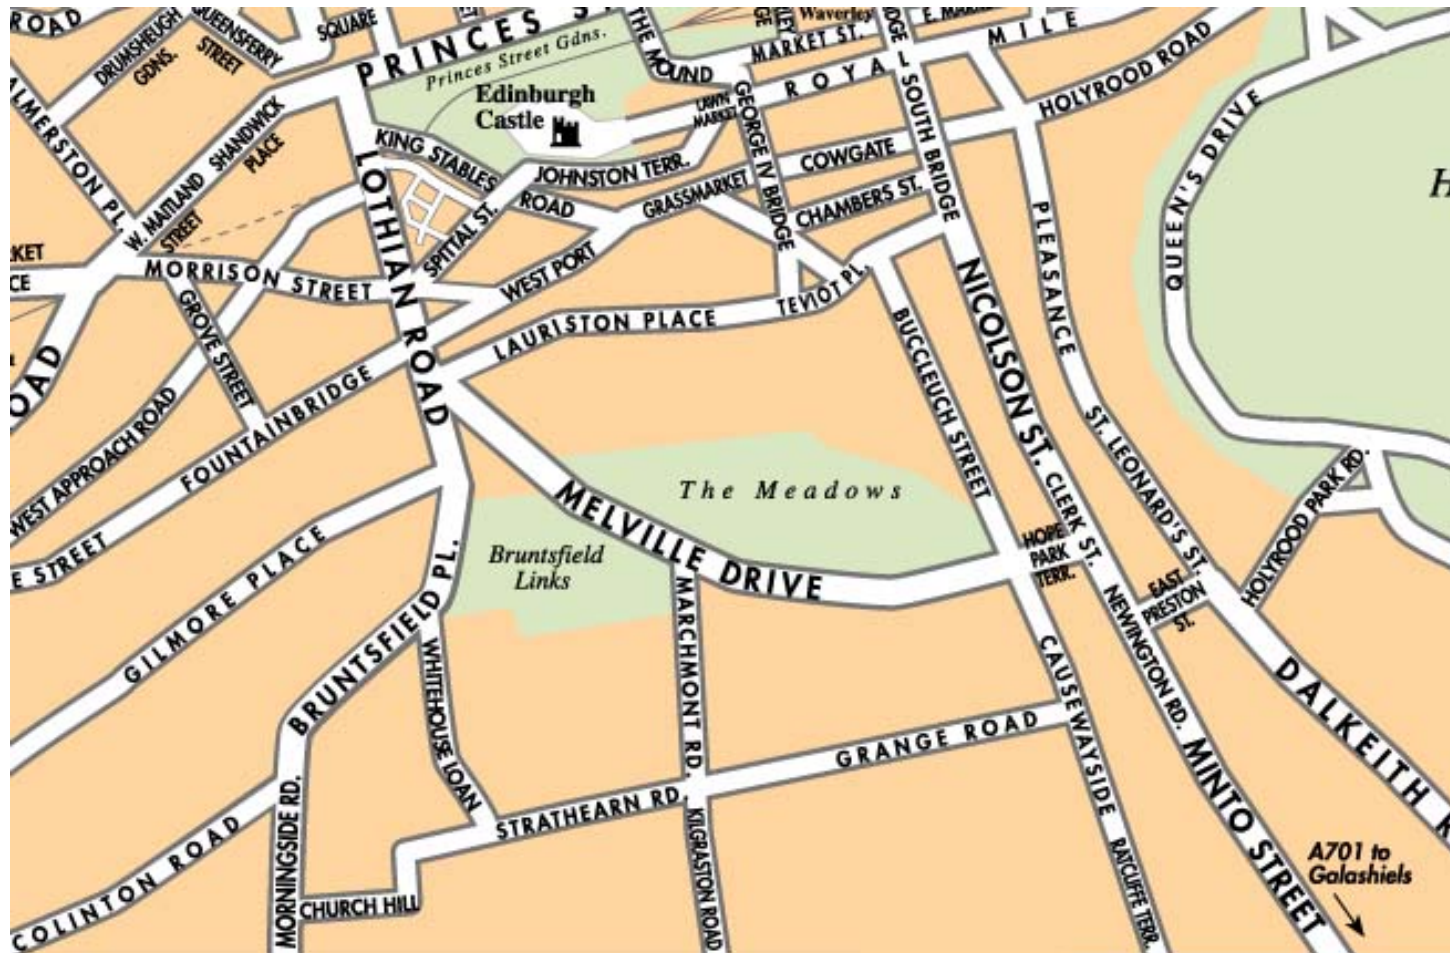 ROAD
DRUMSHEUGH
GDNS.
QUEENSFERRY
STREET
SQUARE
PRINCES
Princes Street Gdns.
THE MOUND
Waverley
MARKET ST.
ROYAL
MILE
HOLYROOD ROAD
SHANDWICK
PLACE
Edinburgh
Castle
LAWN
MARKET
GEORGE IV BRIDGE
SOUTH BRIDGE
QUEEN'S DRIVE
KING STABLES
ROAD
JOHNSTON TERR.
GRASSMARKET
COWGATE
CHAMBERS ST.
H
LOTHIAN ROAD
W. MAITLAND
STREET
SPITTAL ST.
WEST PORT
PLEASANCE
MORRISON STREET
GROVE STREET
LAURISTON PLACE
TEVIOT PL.
NICOLSON ST.
BUCCLEUCH STREET
OAD
WEST APPROACH ROAD
FOUNTAINBRIDGE
E STREET
ST. LEONARD'S ST.
CLERK ST.
HOLYROOD PARK RD.
The Meadows
MELVILLE DRIVE
Bruntsfield
Links
HOPE
PARK
TERR.
EAST
PRESTON
ST.
GILMORE PLACE
BRUNTSFIELD PL.
WHITEHOUSE LOAN
MARCHMONT RD.
NEWINGTON RD.
CAUSEWAYSIDE
DALKEITH R
GRANGE ROAD
STRATHEARN RD.
MINTO STREET
COLINTON ROAD
MORNINGSIDE RD.
CHURCH HILL
KILGRASTON ROAD
RATCLIFFE TERR.
A701 to
Galashiels